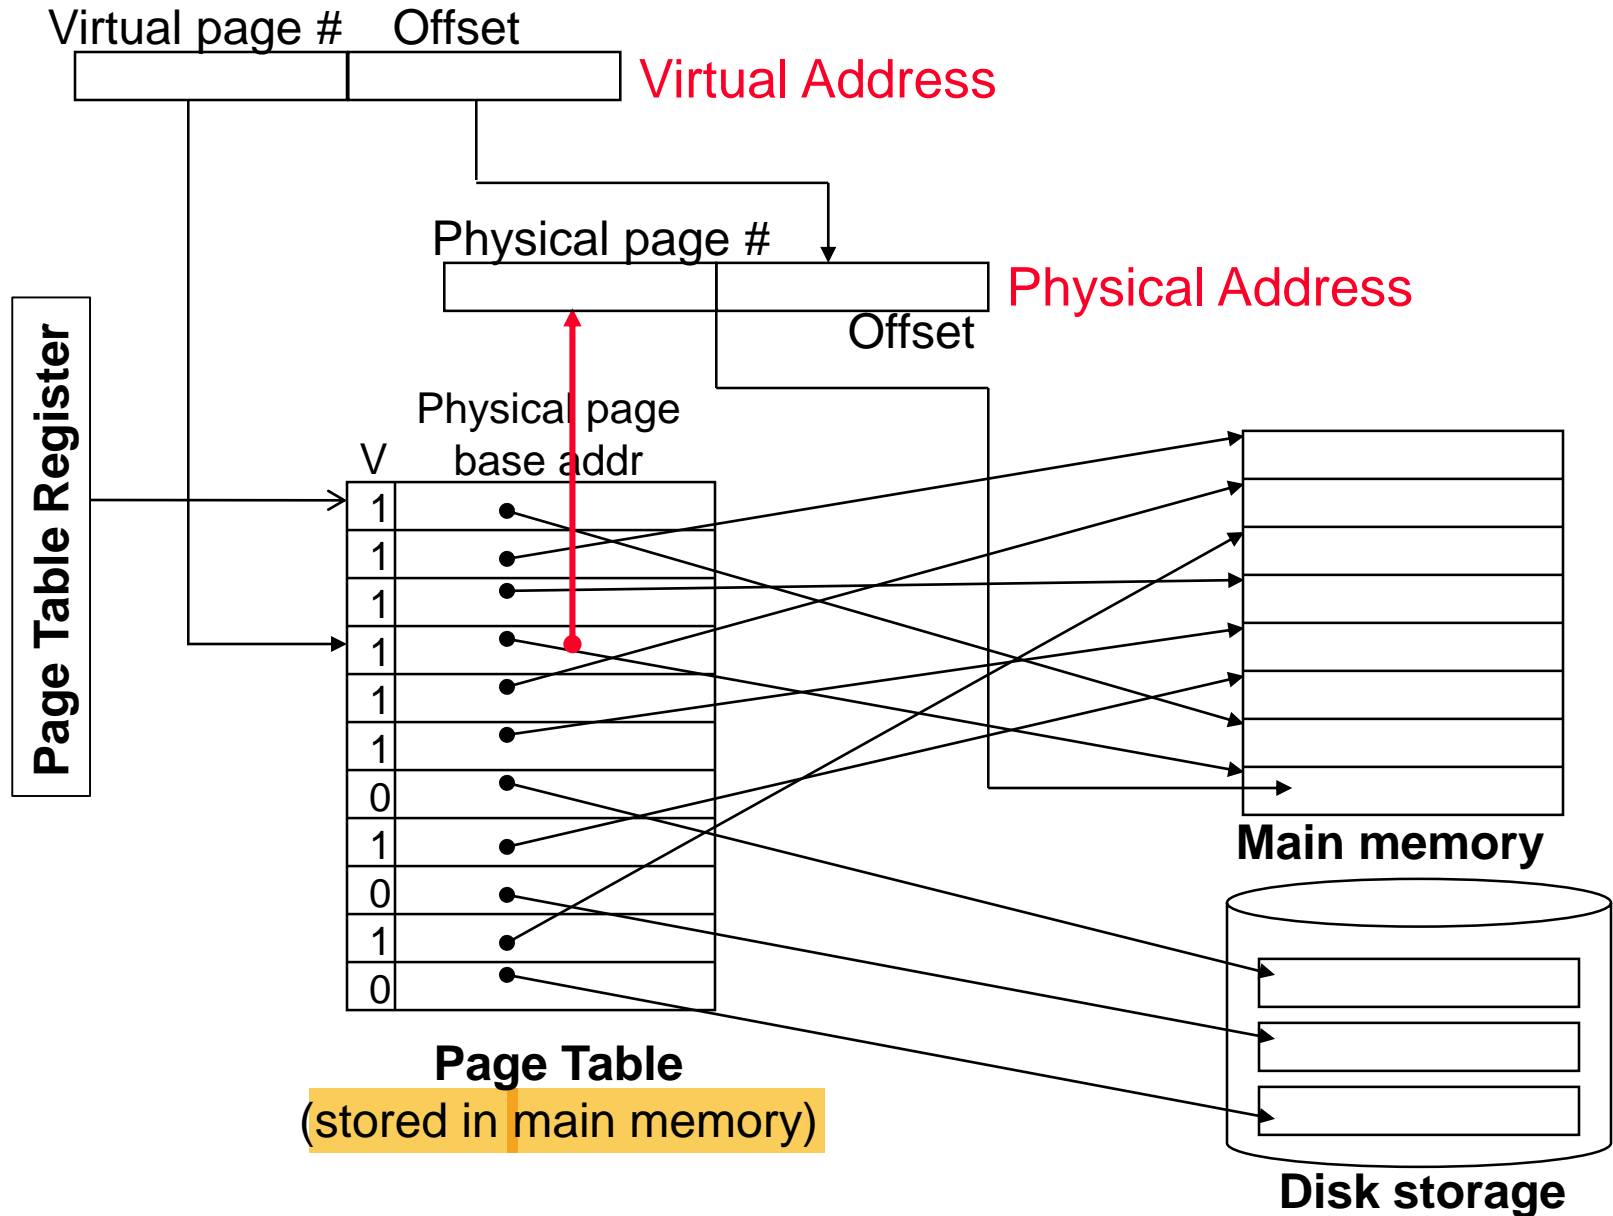 Virtual page # Offset
Virtual Address
Physical page #
Physical Address
Offset
Page Table Register
Physical page
V base addr
1
1
1
1
1
1
0
1
0
1
0
Main memory
Page Table
(stored in main memory)
Disk storage